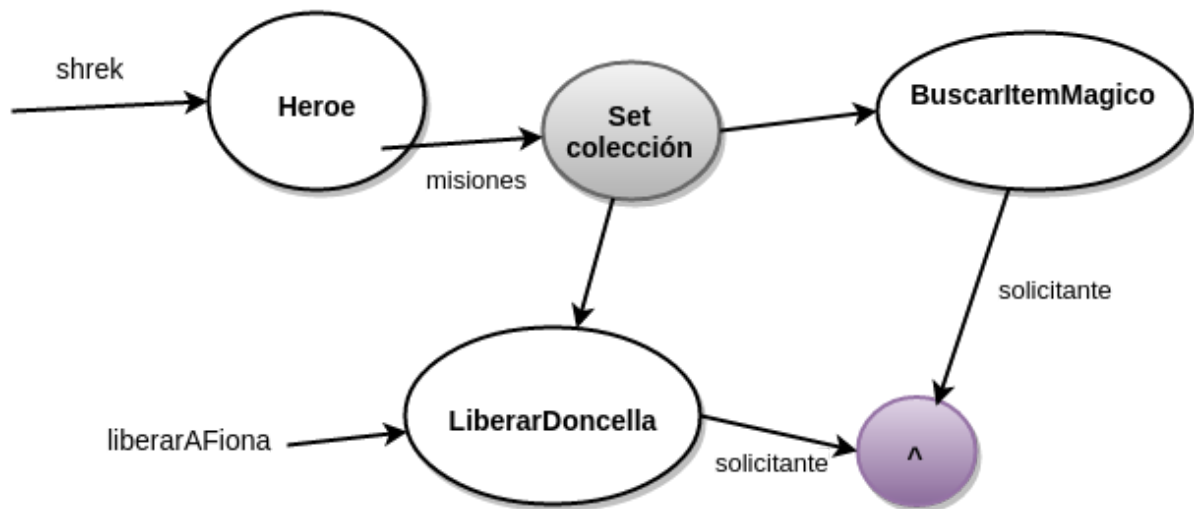 shrek
Heroe
misiones
Set
colección
BuscarItemMagico
solicitante
liberarAFiona
LiberarDoncella
solicitante
^